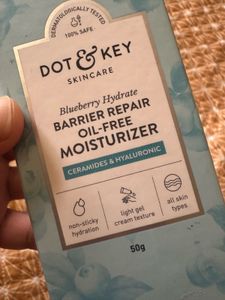 DERMATOLOGICALLY TESTED
100% SAFE
DOT & KEY
SKINCARE
Blueberry Hydrate
BARRIER REPAIR
OIL-FREE
MOISTURIZER
CERAMIDES & HYALURONIC
non-sticky
hydration
light gel
cream texture
all skin
types
50g